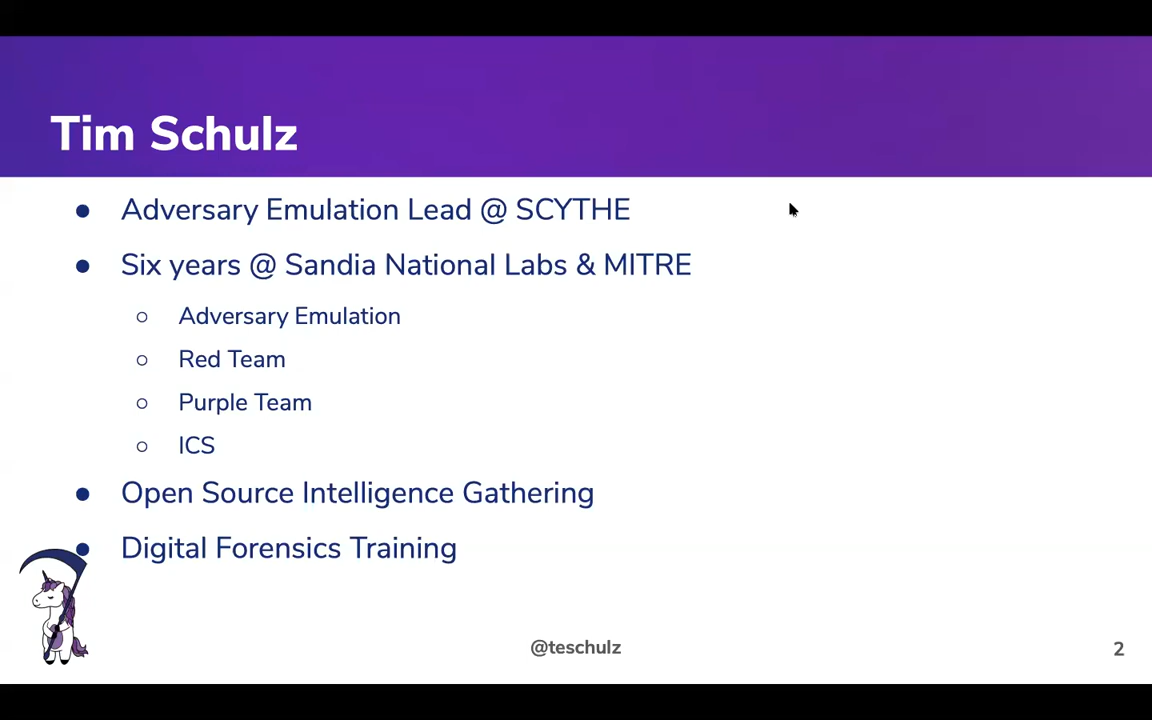 Tim Schulz
● Adversary Emulation Lead @ SCYTHE
● Six years @ Sandia National Labs & MITRE
○ Adversary Emulation
○ Red Team
○ Purple Team
○ ICS
● Open Source Intelligence Gathering
● Digital Forensics Training
@teschulz
2